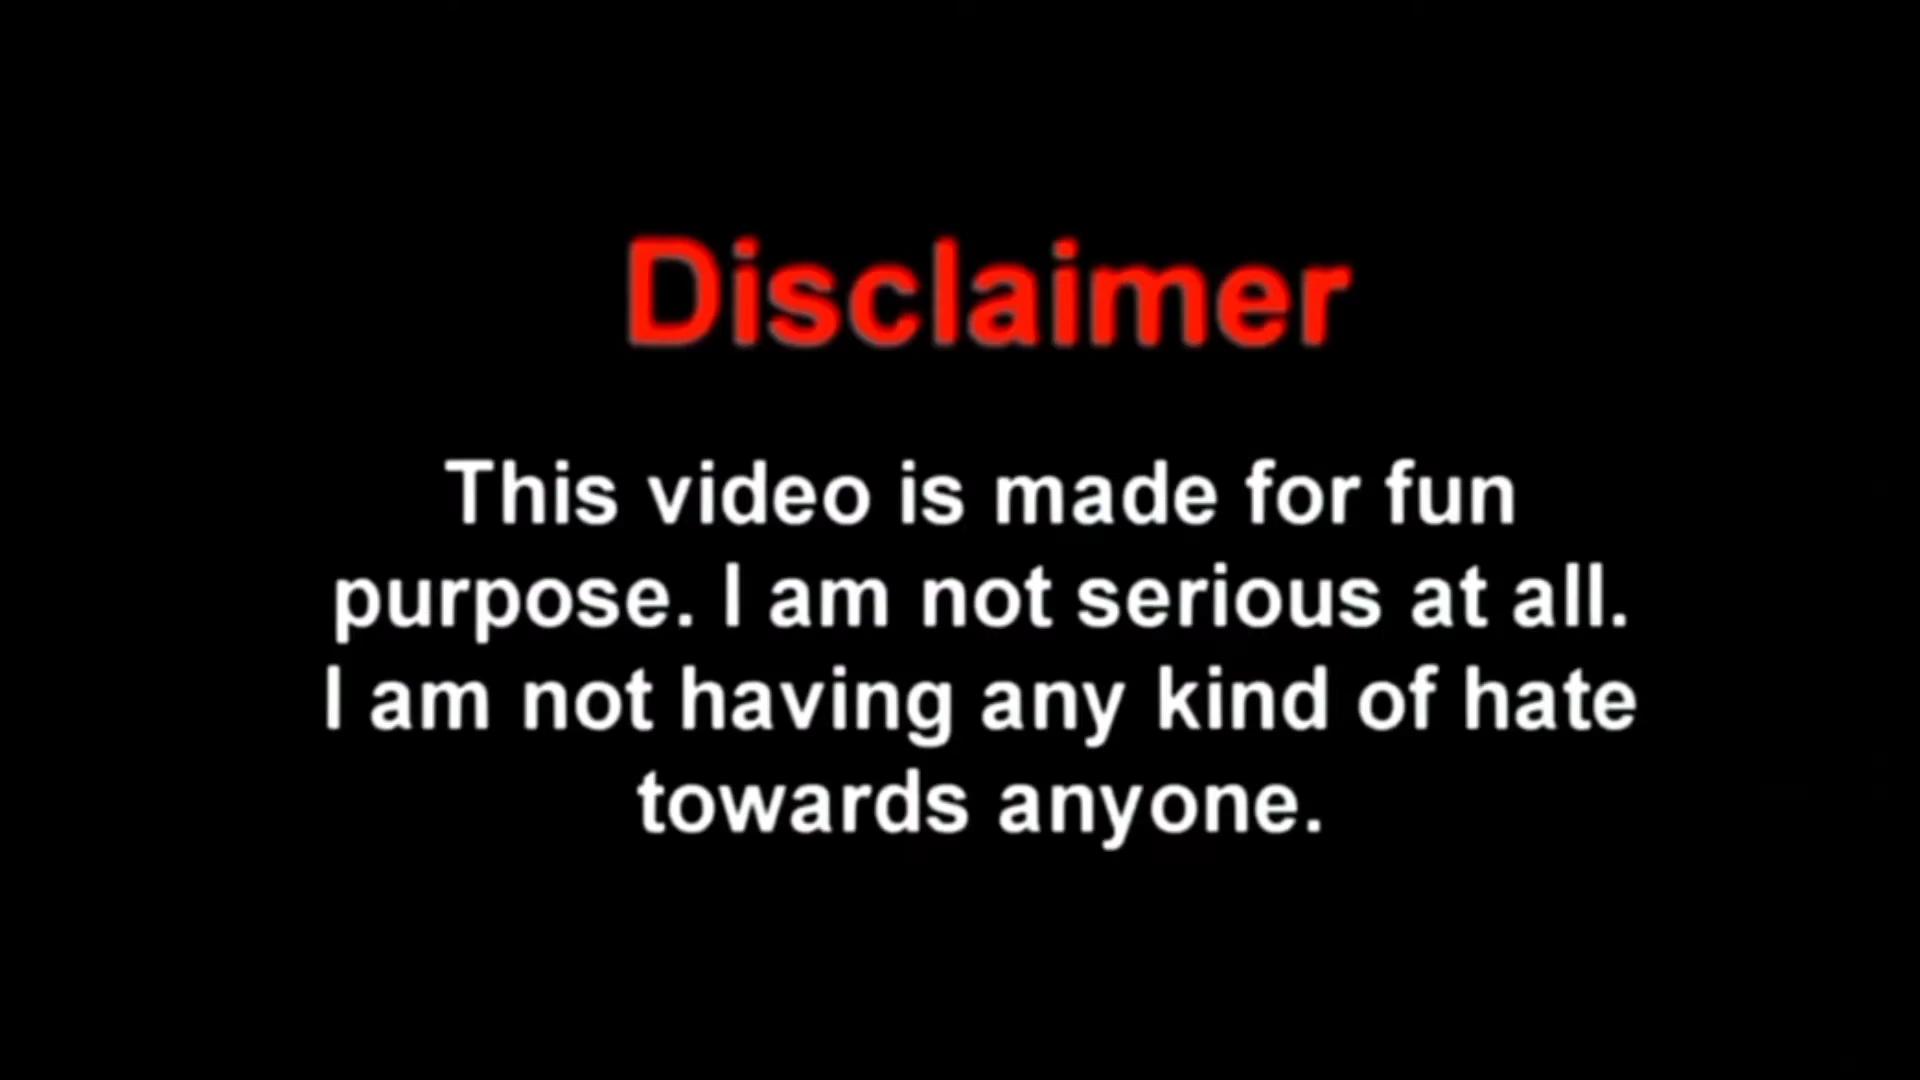 Disclaimer
This video is made for fun
purpose. I am not serious at all.
I am not having any kind of hate
towards anyone.